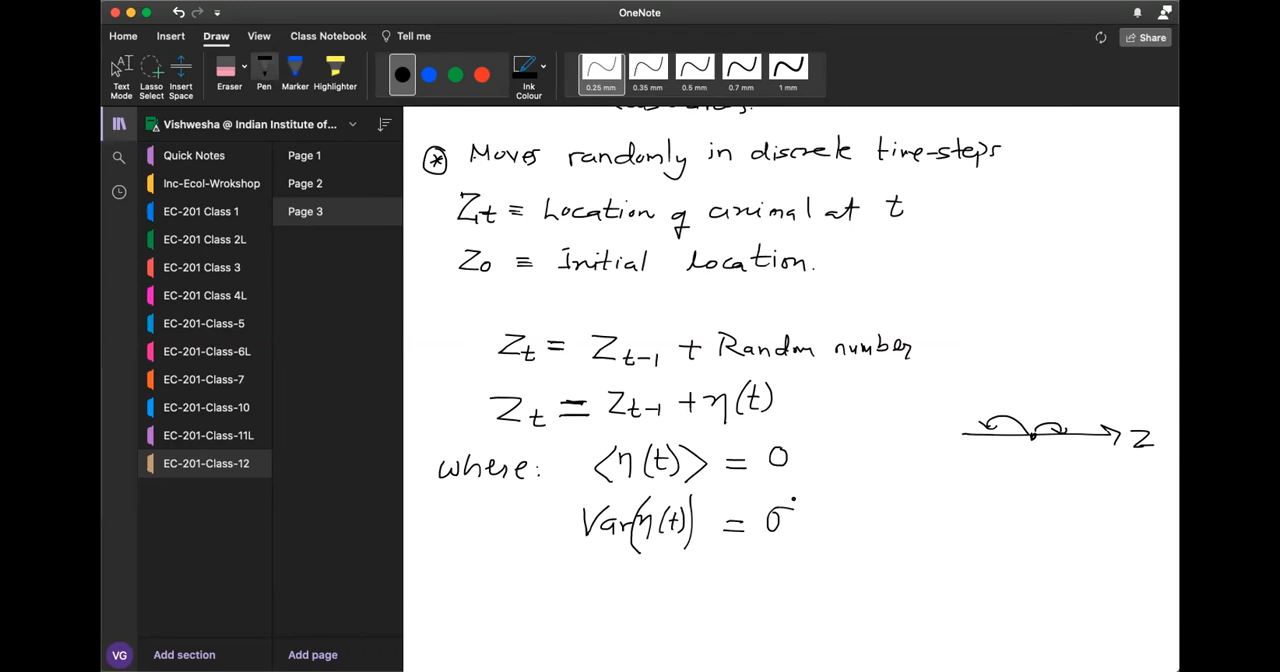 OneNote
Home Insert Draw View Class Notebook Tell me Share
Text Mode Lasso Select Insert Space Eraser Pen Marker Highlighter Ink Colour 0.25 mm 0.35 mm 0.5 mm 0.7 mm 1 mm
Vishwesha @ Indian Institute of...
Quick Notes
Inc-Ecol-Wrokshop
EC-201 Class 1
EC-201 Class 2L
EC-201 Class 3
EC-201 Class 4L
EC-201-Class-5
EC-201-Class-6L
EC-201-Class-7
EC-201-Class-10
EC-201-Class-11L
EC-201-Class-12
Page 1
Page 2
Page 3
VG Add section Add page
* Moves randomly in discrete time-steps
Zt ≡ Location of animal at t
Z0 ≡ Initial location.
Zt = Zt-1 + Random number
Zt = Zt-1 + η(t)
Z
where: <η(t)> = 0
Var(η(t)) = σ